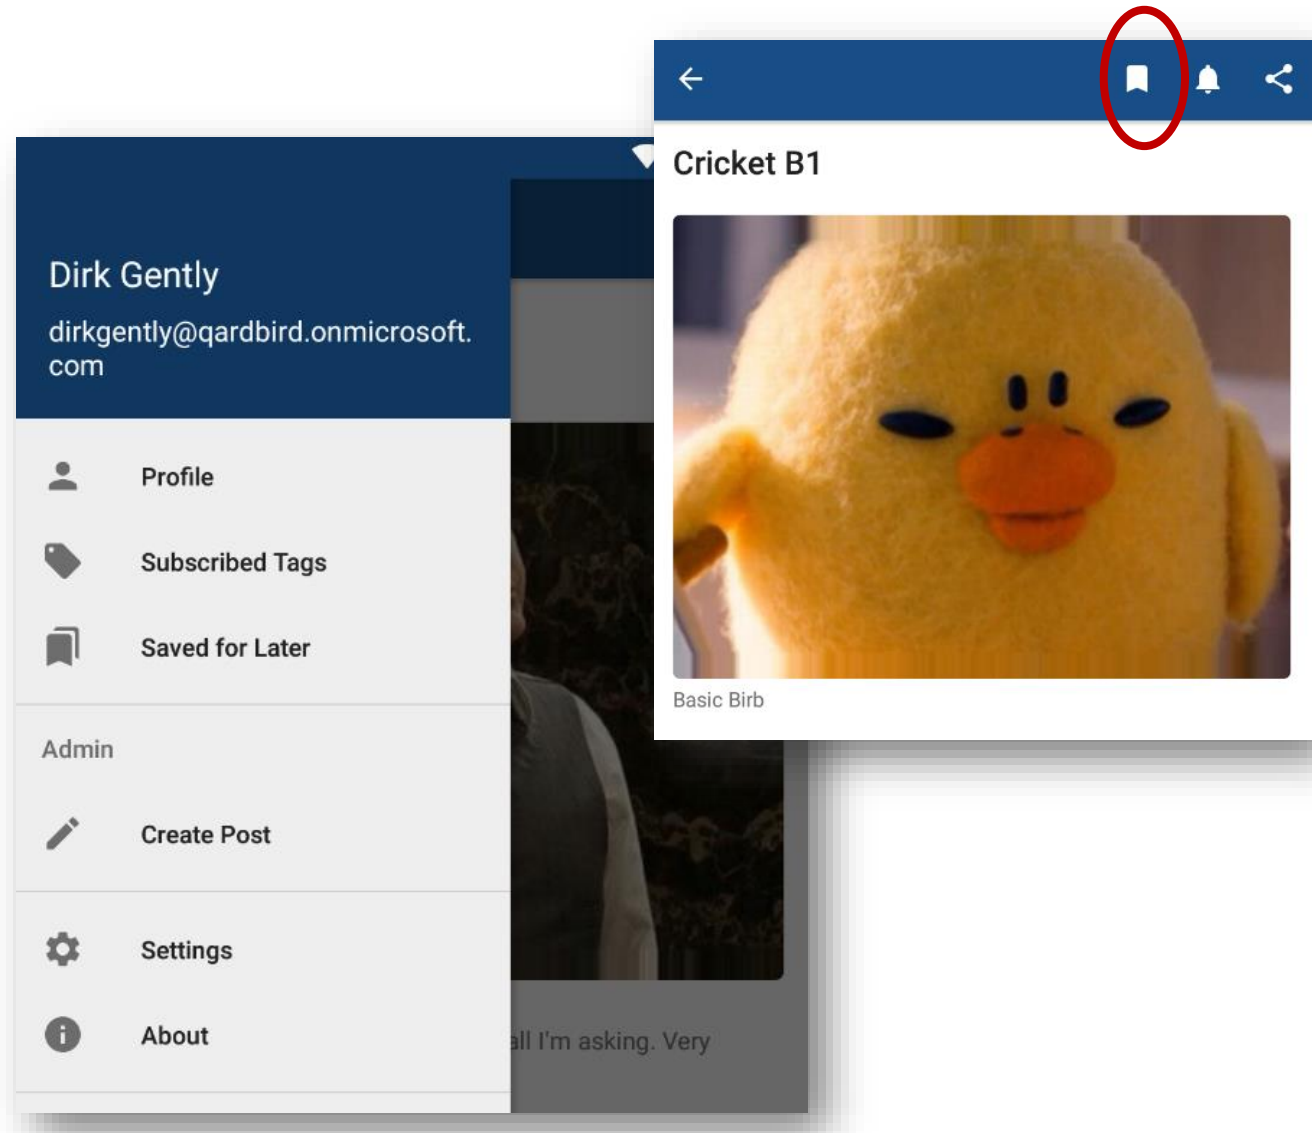 Cricket B1
Basic Birb
Dirk Gently
dirkgently@qardbird.onmicrosoft.
com
Profile
Subscribed Tags
Saved for Later
Admin
Create Post
Settings
About
all I'm asking. Very